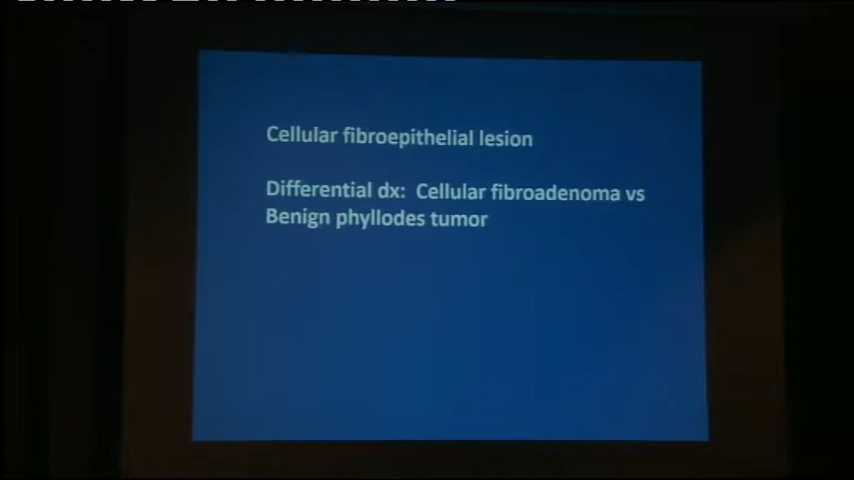 Cellular fibroepithelial lesion
Differential dx: Cellular fibroadenoma vs
Benign phyllodes tumor